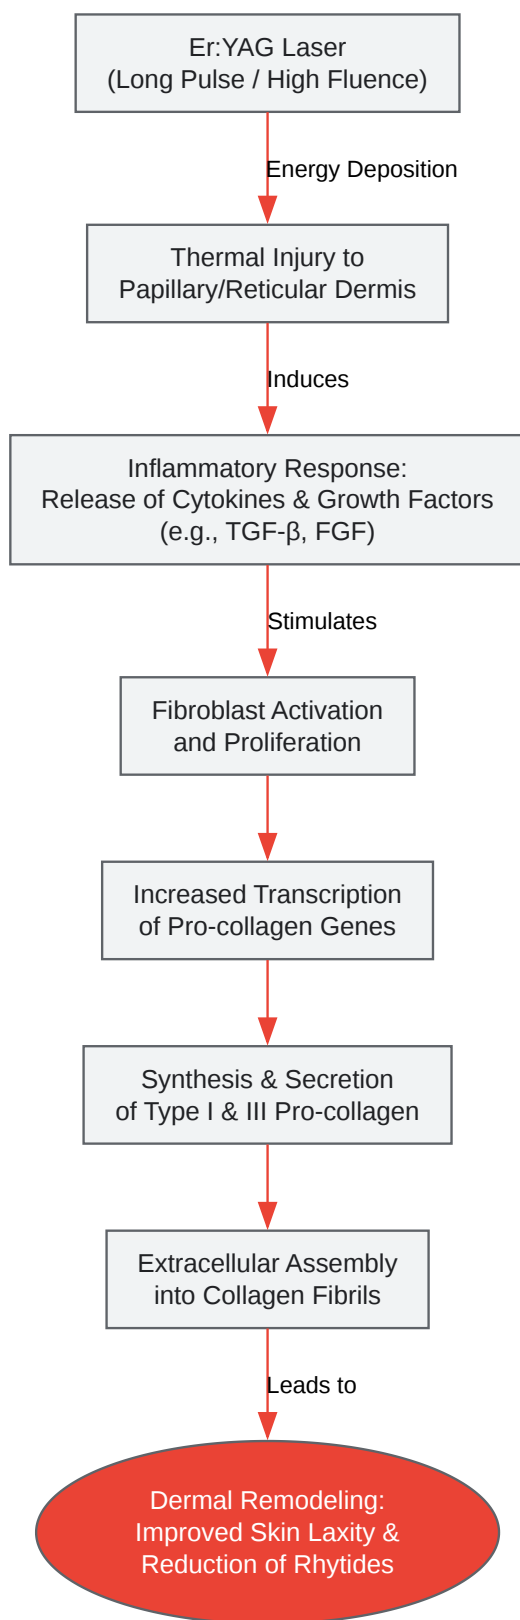 Er:YAG Laser
(Long Pulse / High Fluence)
Energy Deposition
Thermal Injury to
Papillary/Reticular Dermis
Induces
Inflammatory Response:
Release of Cytokines & Growth Factors
(e.g., TGF-β, FGF)
Stimulates
Fibroblast Activation
and Proliferation
Increased Transcription
of Pro-collagen Genes
Synthesis & Secretion
of Type I & III Pro-collagen
Extracellular Assembly
into Collagen Fibrils
Leads to
Dermal Remodeling:
Improved Skin Laxity &
Reduction of Rhytides